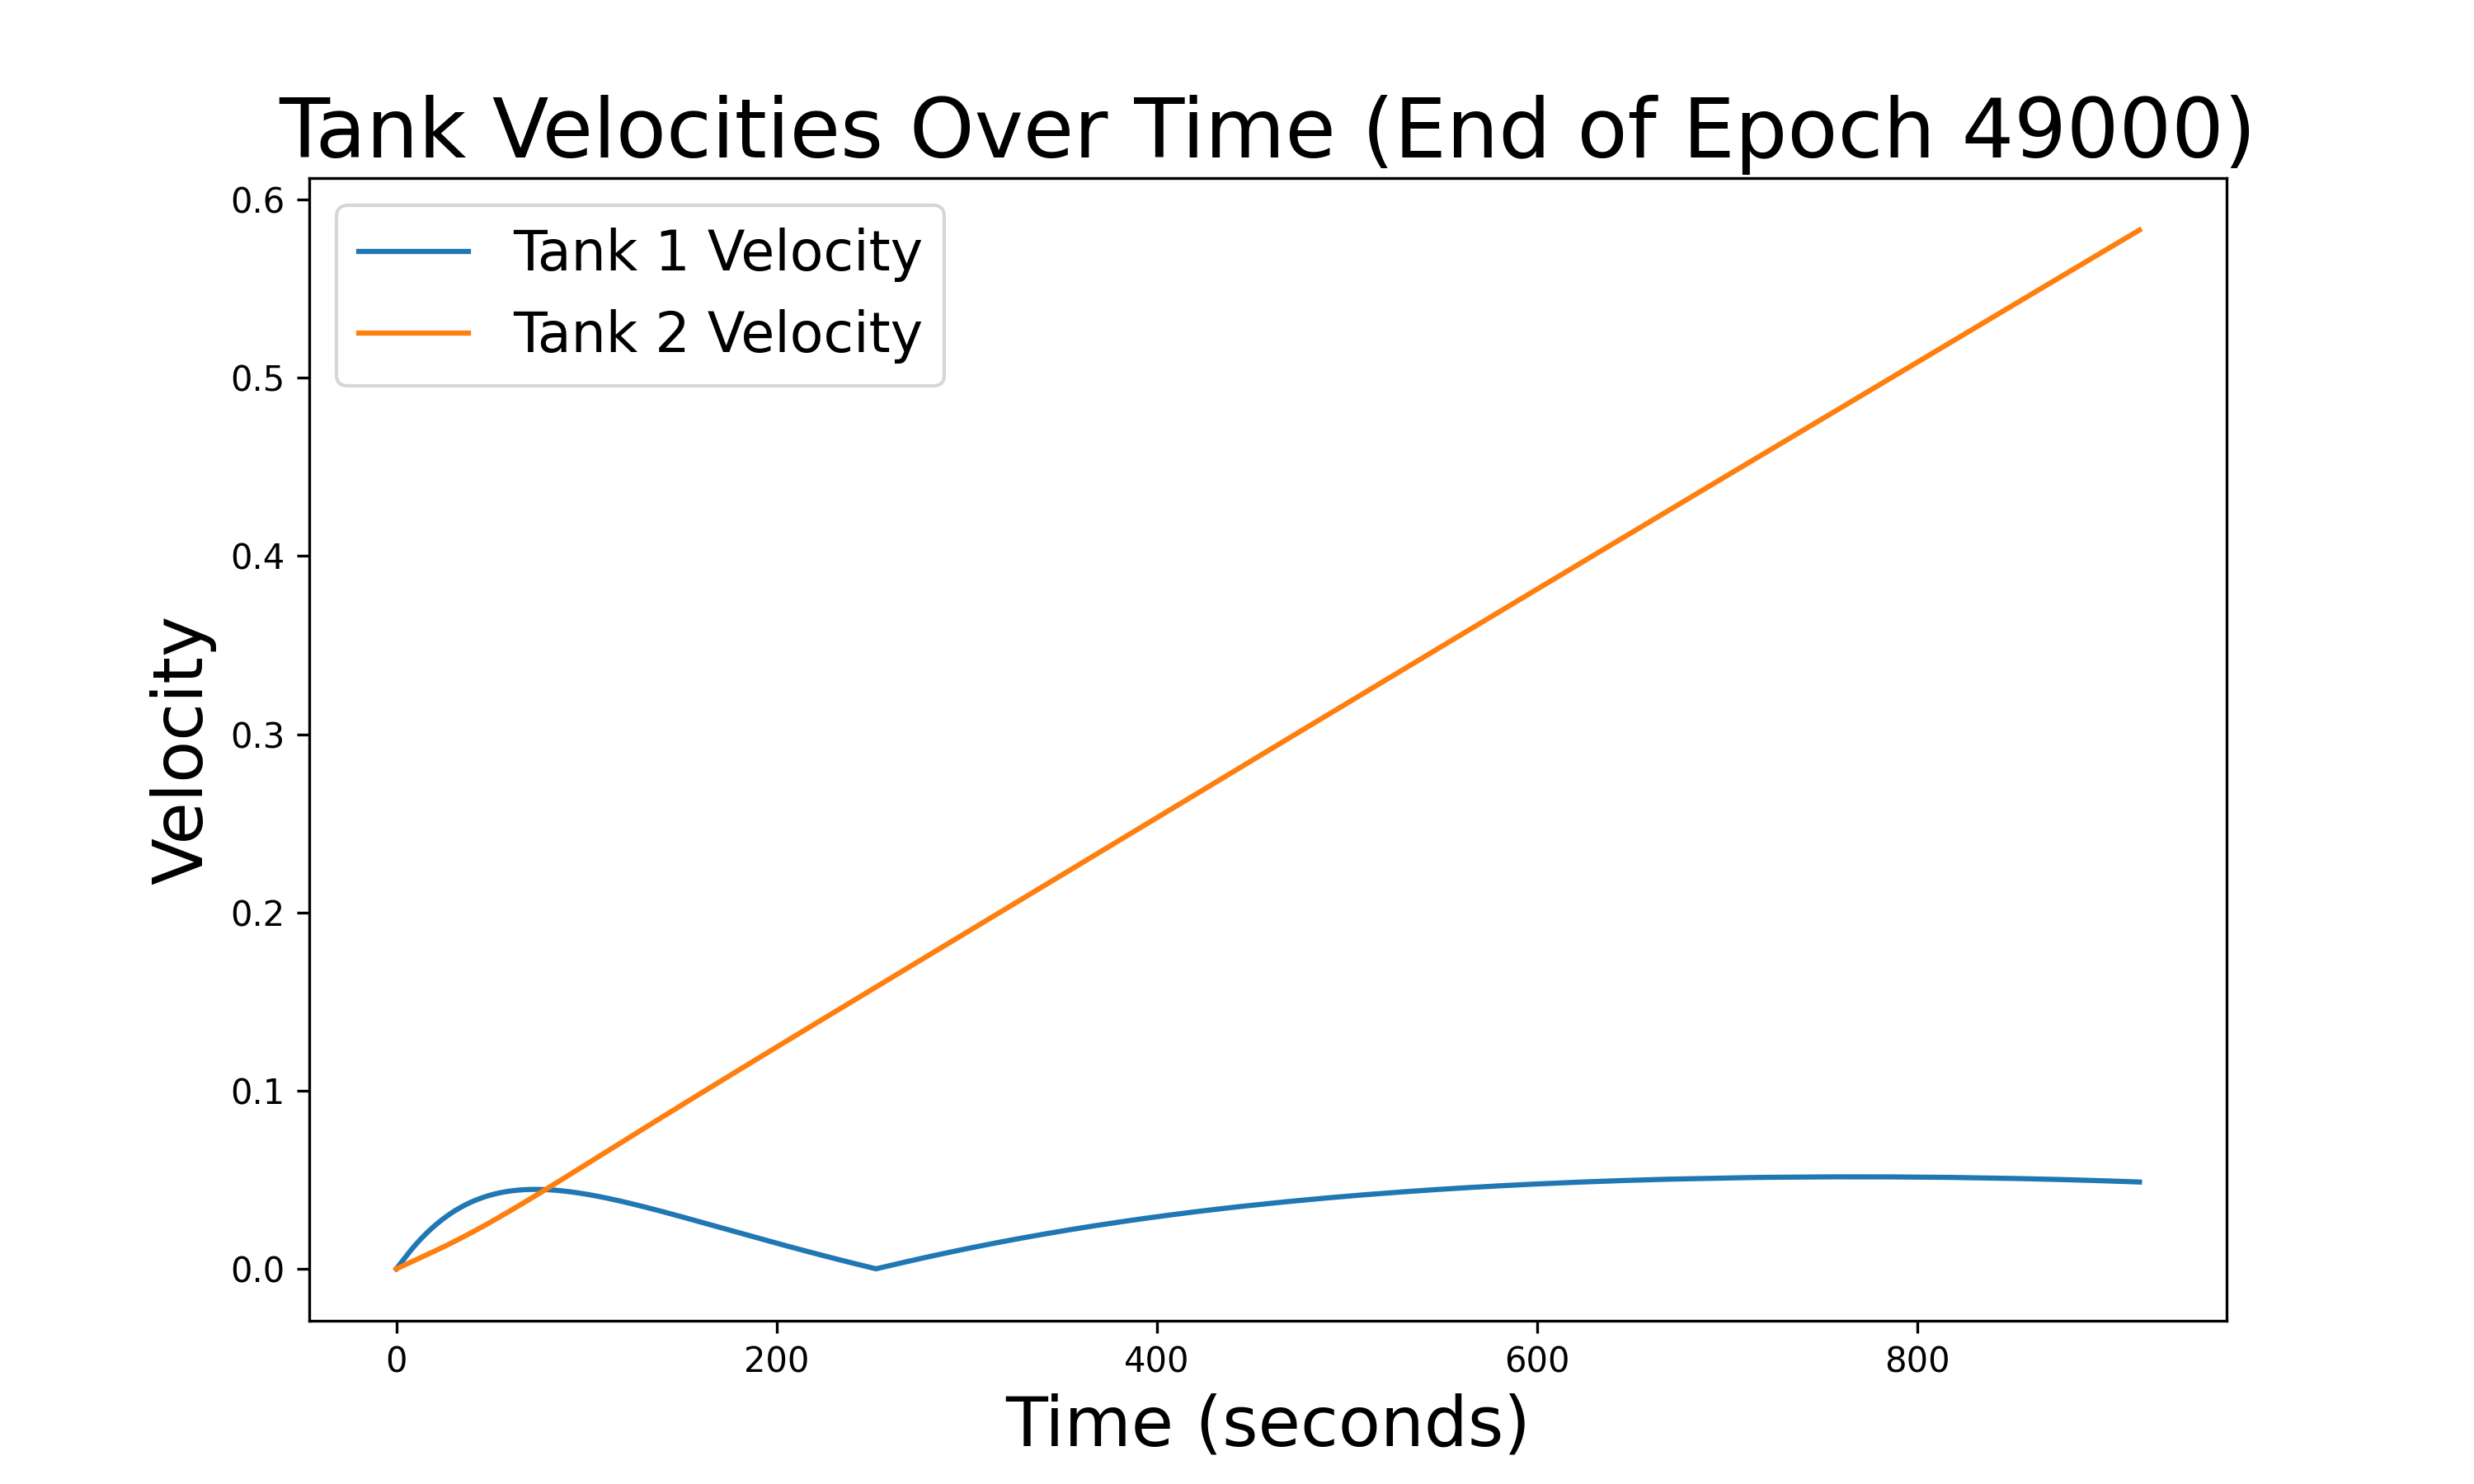 Tank Velocities Over Time (End of Epoch 49000)
Tank 1 Velocity
Tank 2 Velocity
Velocity
0.6
0.5
0.4
0.3
0.2
0.1
0.0
0 200 400 600 800
Time (seconds)